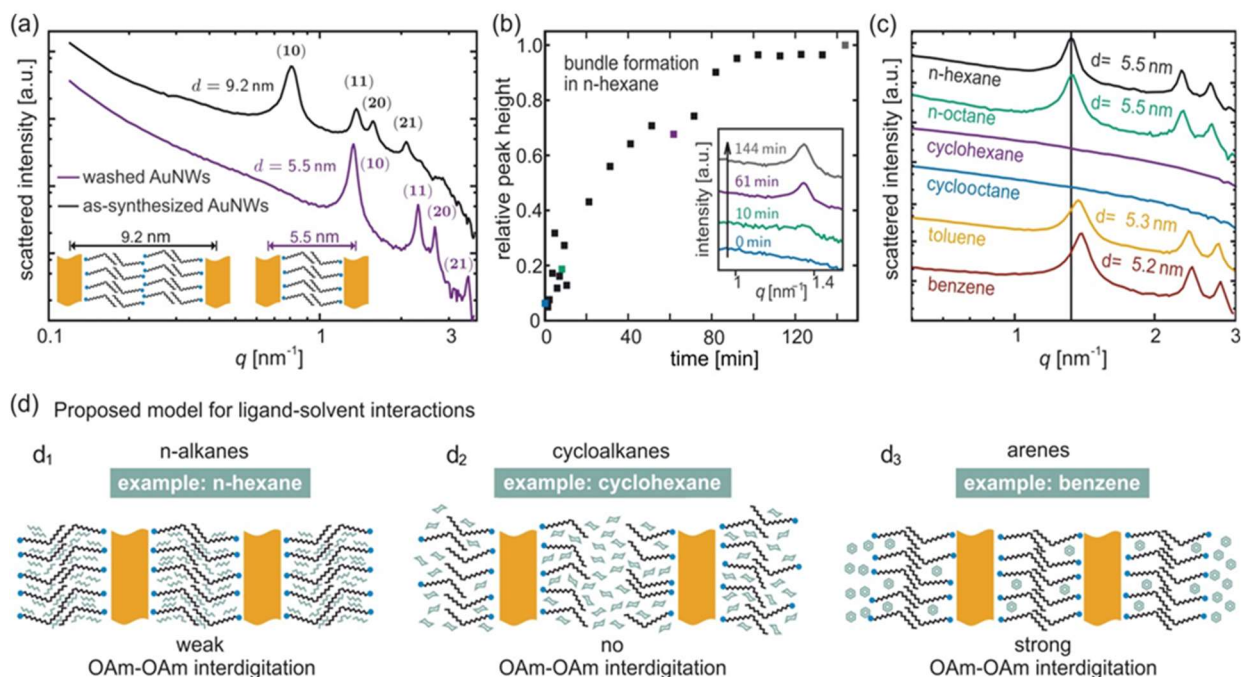 (a)
scattered intensity [a.u.]
(10)
d = 9.2 nm
(11)
(20)
(21)
d = 5.5 nm
(10)
(11)
(20)
(21)
washed AuNWs
as-synthesized AuNWs
9.2 nm
5.5 nm
0.1
1
3
q [nm⁻¹]
(b)
relative peak height
1.0
0.8
0.6
0.4
0.2
0
bundle formation
in n-hexane
intensity [a.u.]
144 min
61 min
10 min
0 min
1
1.4
q [nm⁻¹]
0
40
80
120
time [min]
(c)
scattered intensity [a.u.]
d= 5.5 nm
n-hexane
d= 5.5 nm
n-octane
cyclohexane
cyclooctane
toluene
d= 5.3 nm
benzene
d= 5.2 nm
1
2
3
q [nm⁻¹]
(d) Proposed model for ligand-solvent interactions
d₁
n-alkanes
example: n-hexane
weak
OAm-OAm interdigitation
d₂
cycloalkanes
example: cyclohexane
no
OAm-OAm interdigitation
d₃
arenes
example: benzene
strong
OAm-OAm interdigitation